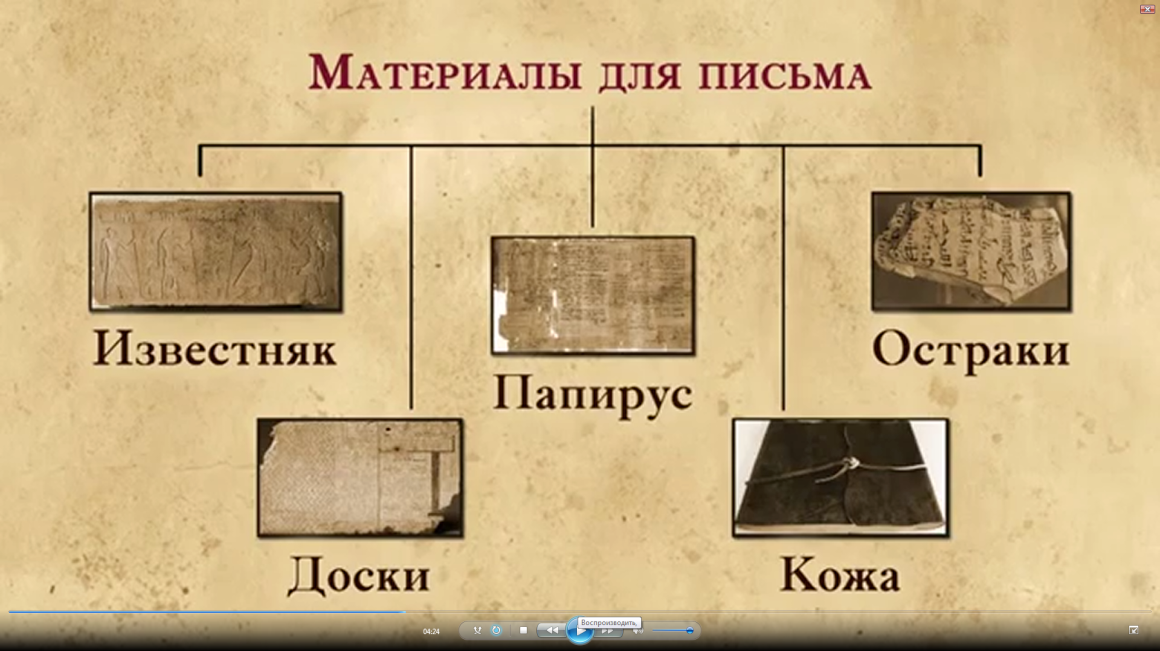 Материалы для письма
Известняк
Папирус
Остраки
Доски
Кожа
04:24
Воспроизводить